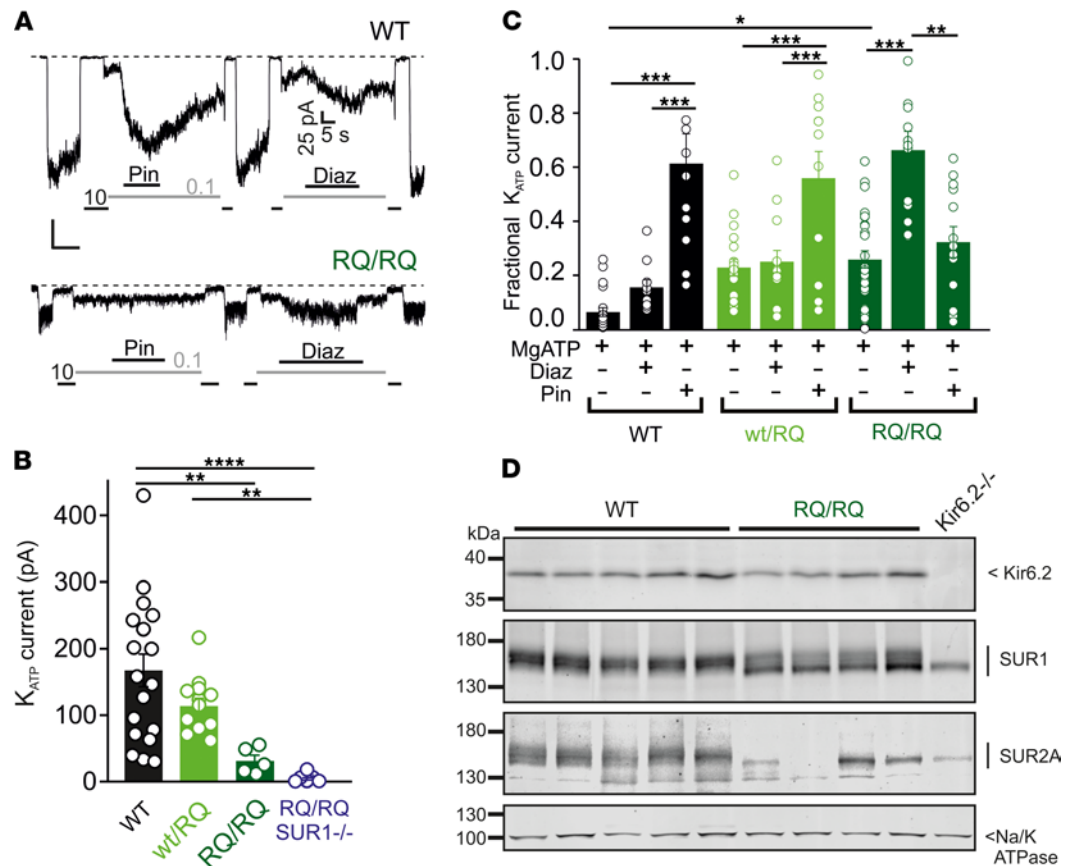 A
WT
25 pA
5 s
Pin
0.1
10
Diaz
RQ/RQ
Pin
0.1
10
Diaz
B
****
**
**
K_ATP current (pA)
400
300
200
100
0
WT
wt/RQ
RQ/RQ
RQ/RQ
SUR1-/-
C
*
***
***
***
***
***
**
Fractional K_ATP current
1.0
0.8
0.6
0.4
0.2
0.0
MgATP + + + + + + + + +
Diaz - + - - + - - + -
Pin - - + - - + - - +
WT
wt/RQ
RQ/RQ
D
WT
RQ/RQ
Kir6.2-/-
kDa
40
35
< Kir6.2
180
130
SUR1
180
130
SUR2A
130
100
<Na/K
ATPase